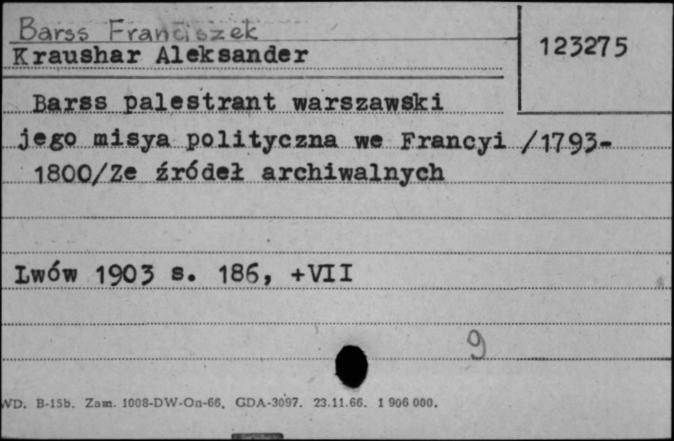 Barss Franciszek
Kraushar Aleksander
123275
Barss palestrant warszawski
jego misya polityczna we Francyi /1793-
1800/Ze źródeł archiwalnych
Lwów 1903 s. 186, +VII
9
WD. B-15b. Zam. 1008-DW-On-66, GDA-3097. 23.11.66. 1 906 000.